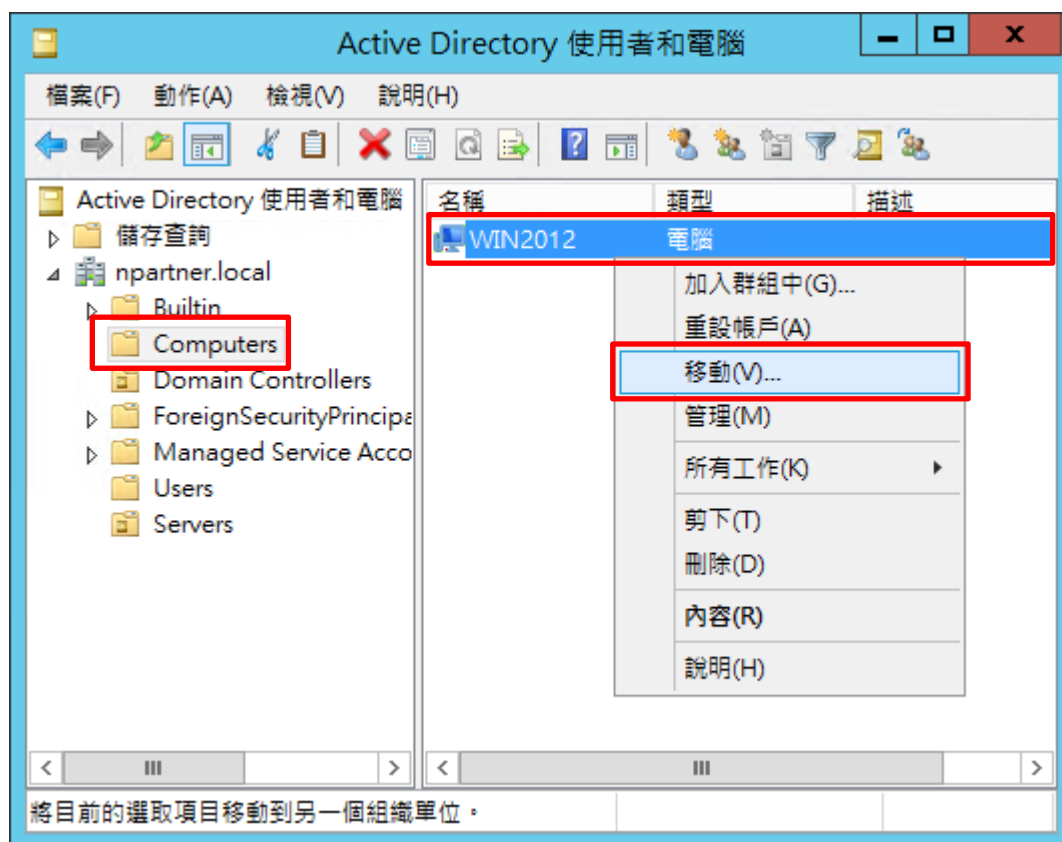 Active Directory 使用者和電腦
檔案(F) 動作(A) 檢視(V) 說明(H)
Active Directory 使用者和電腦
儲存查詢
npartner.local
Builtin
Computers
Domain Controllers
ForeignSecurityPrincipa
Managed Service Acco
Users
Servers
名稱 類型 描述
WIN2012 電腦
加入群組中(G)...
重設帳戶(A)
移動(V)...
管理(M)
所有工作(K)
剪下(T)
刪除(D)
內容(R)
說明(H)
將目前的選取項目移動到另一個組織單位。